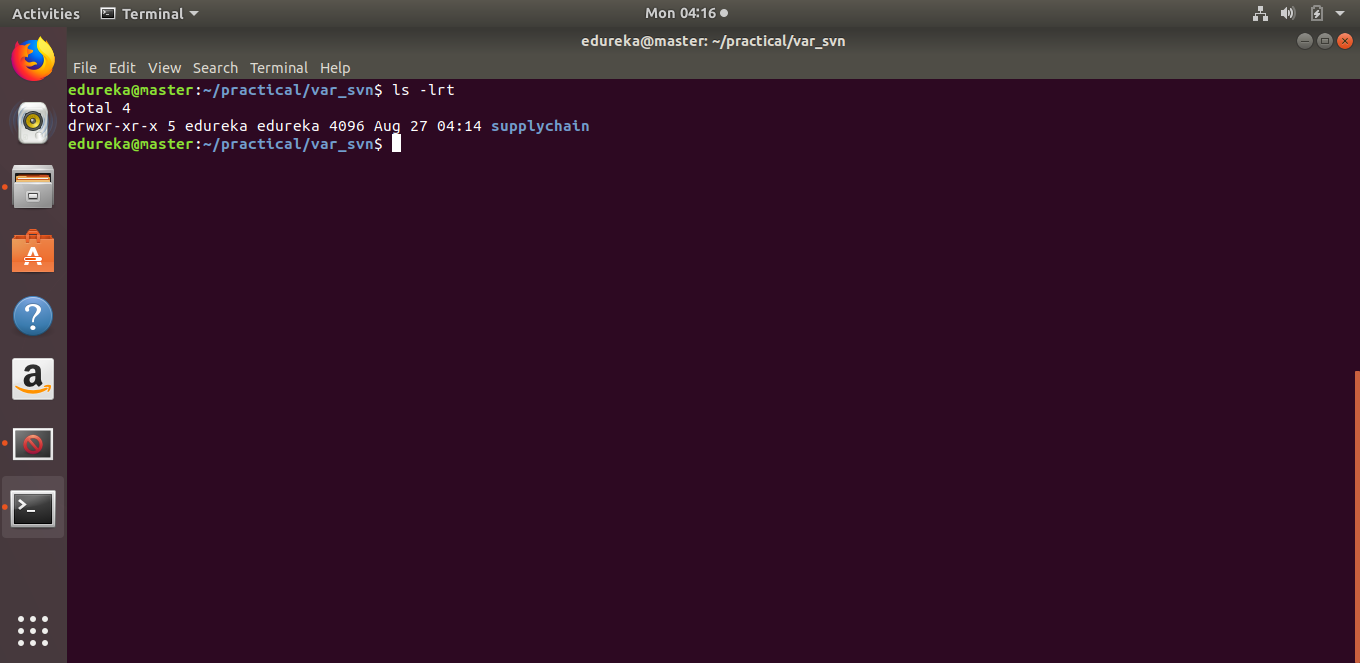 Activities Terminal Mon 04:16
edureka@master: ~/practical/var_svn
File Edit View Search Terminal Help
edureka@master:~/practical/var_svn$ ls -lrt
total 4
drwxr-xr-x 5 edureka edureka 4096 Aug 27 04:14 supplychain
edureka@master:~/practical/var_svn$